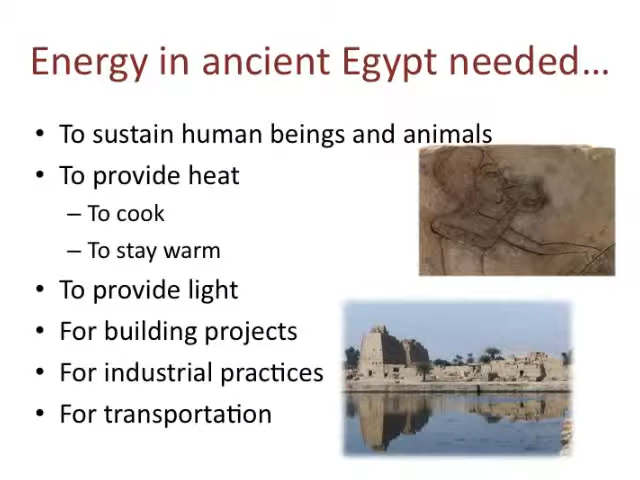 Energy in ancient Egypt needed…
• To sustain human beings and animals
• To provide heat
– To cook
– To stay warm
• To provide light
• For building projects
• For industrial practices
• For transportation